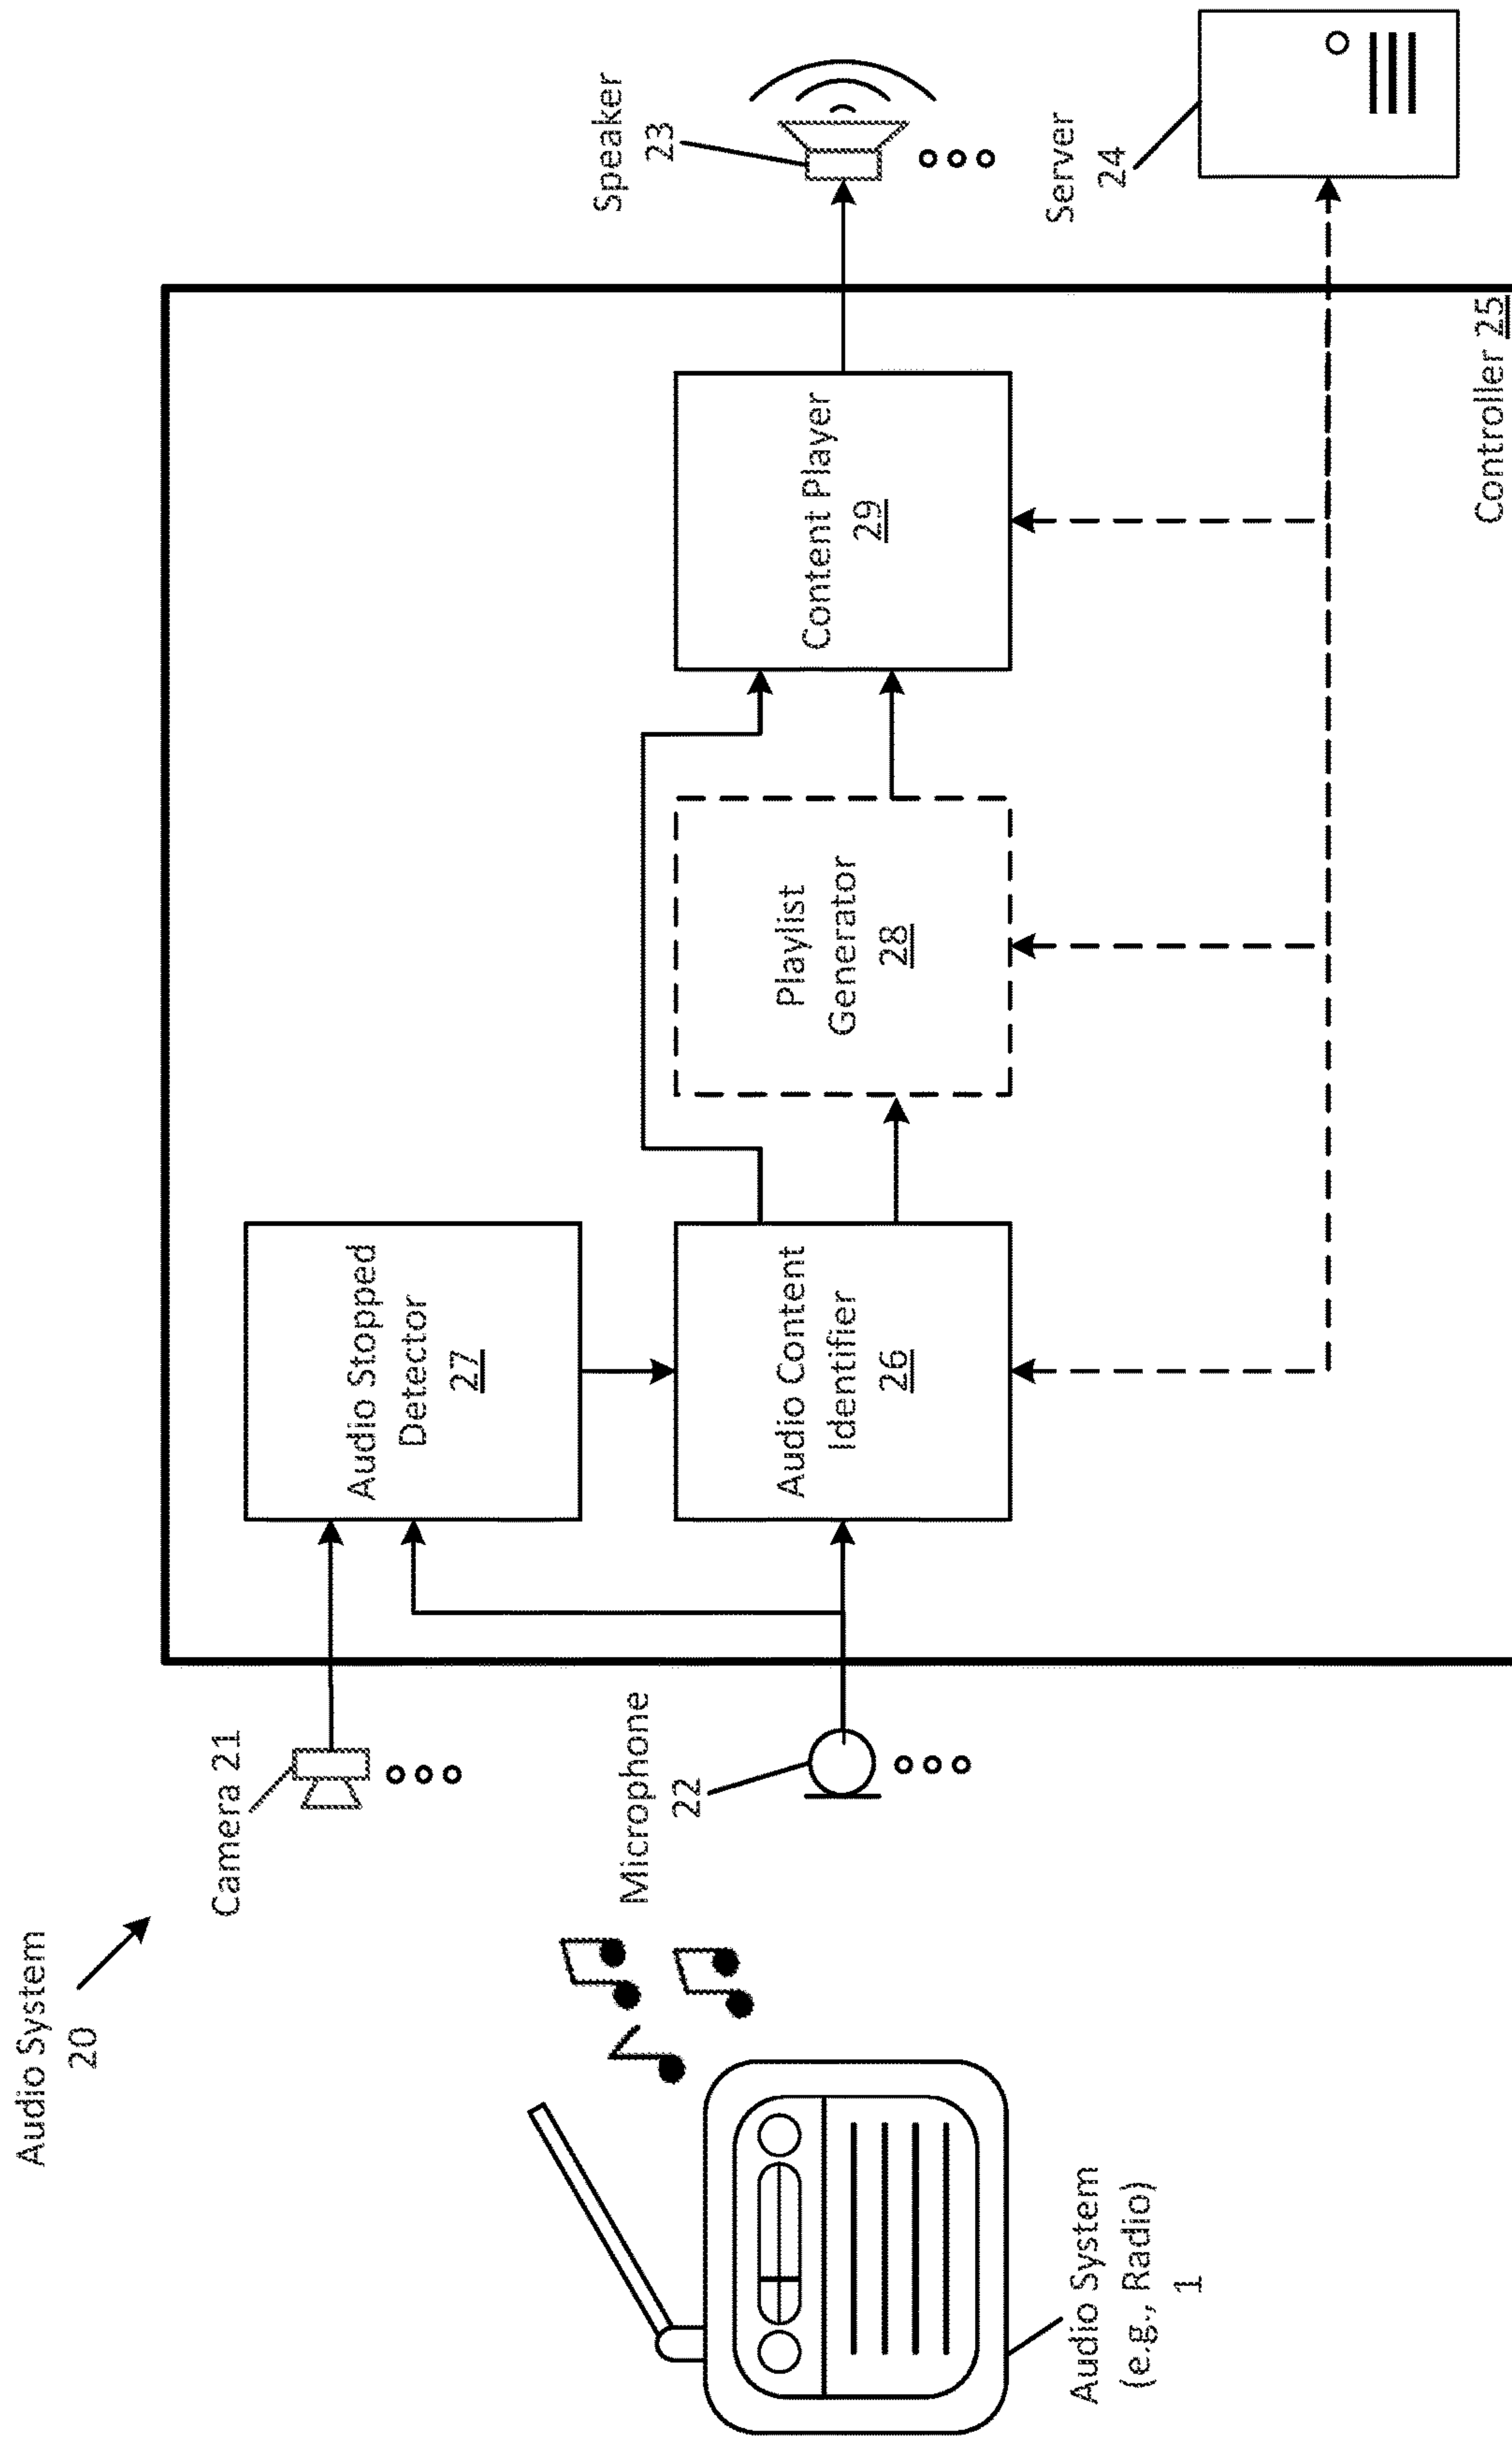 Audio System
20
Camera 21
Microphone
22
Audio System
(e.g., Radio)
1
Audio Stopped
Detector
27
Audio Content
Identifier
26
Playlist
Generator
28
Content Player
29
Speaker
23
Server
24
Controller 25